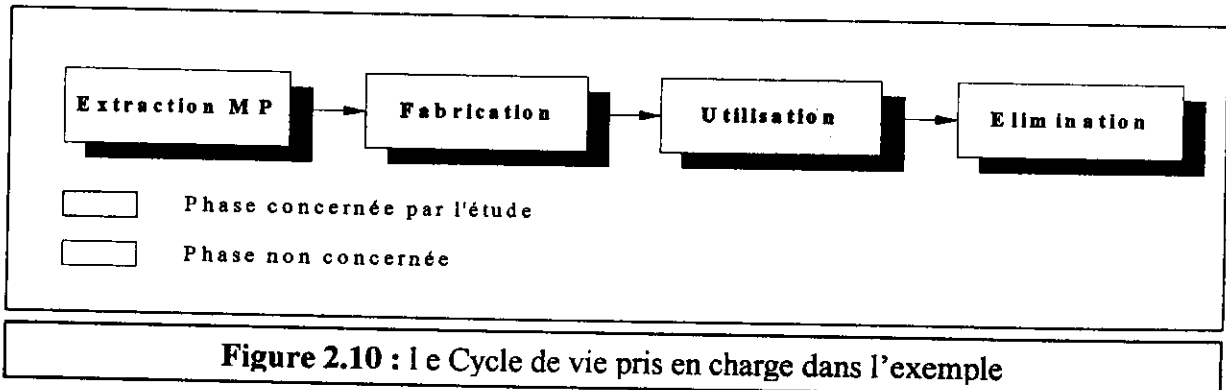 Extraction MP Fabrication Utilisation Elimination
Phase concernée par l'étude
Phase non concernée
Figure 2.10 : l e Cycle de vie pris en charge dans l'exemple